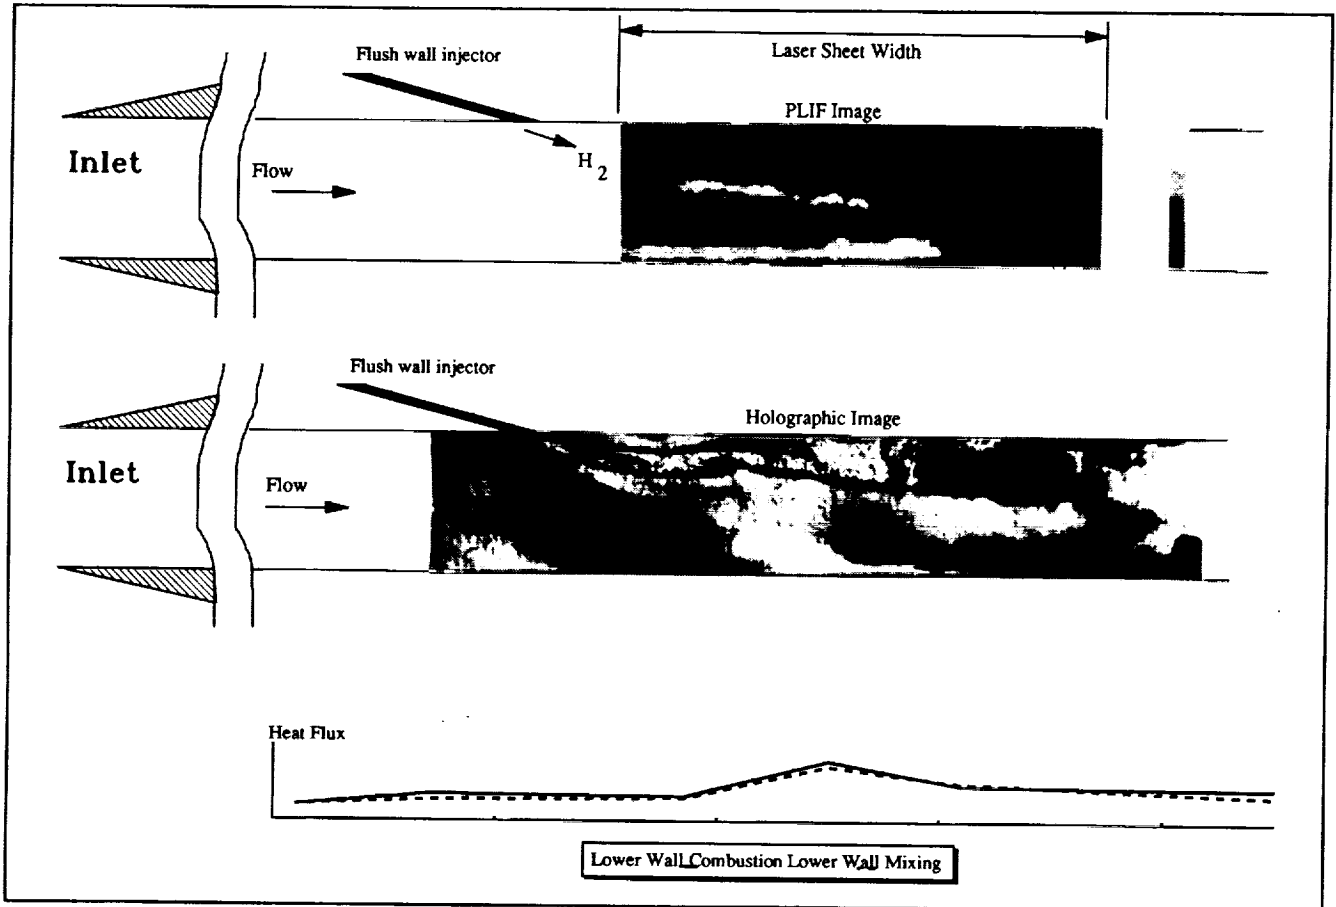 Laser Sheet Width
Flush wall injector
PLIF Image
Inlet
Flow
H2
Flush wall injector
Holographic Image
Inlet
Flow
Heat Flux
Lower Wall Combustion Lower Wall Mixing